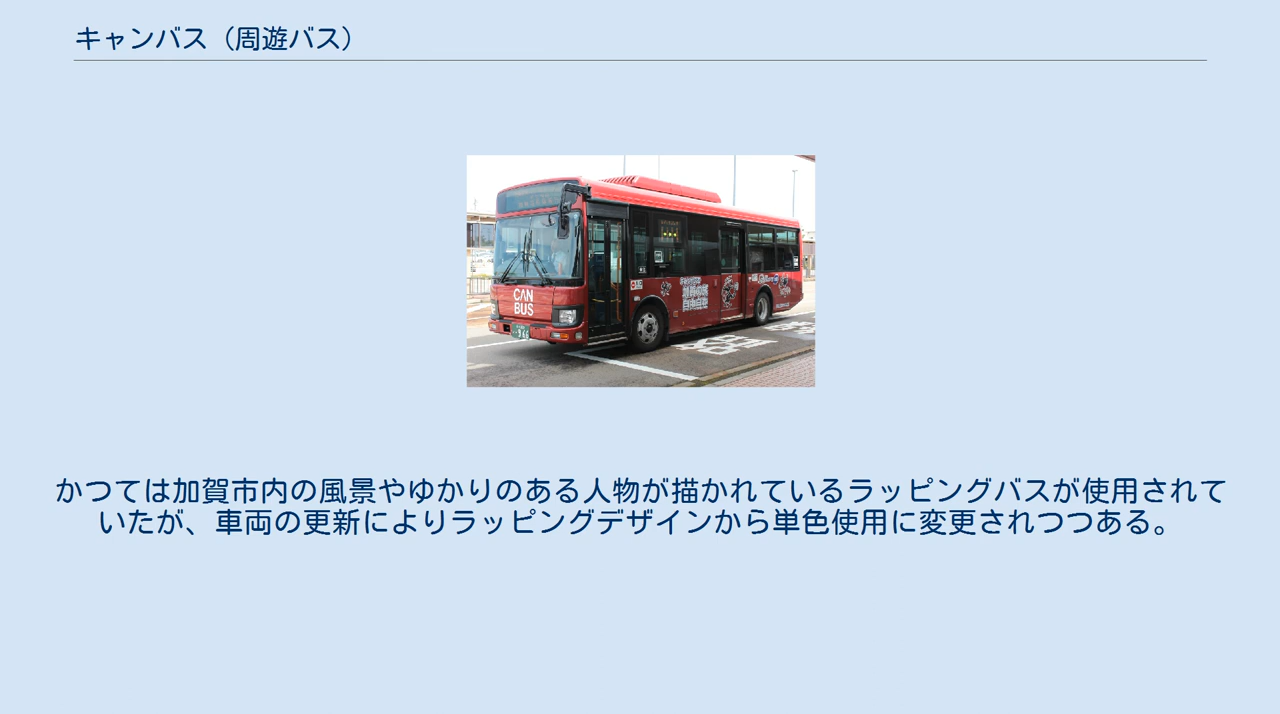 キャンバス（周遊バス）
CAN
BUS
かつては加賀市内の風景やゆかりのある人物が描かれているラッピングバスが使用されて
いたが、車両の更新によりラッピングデザインから単色使用に変更されつつある。